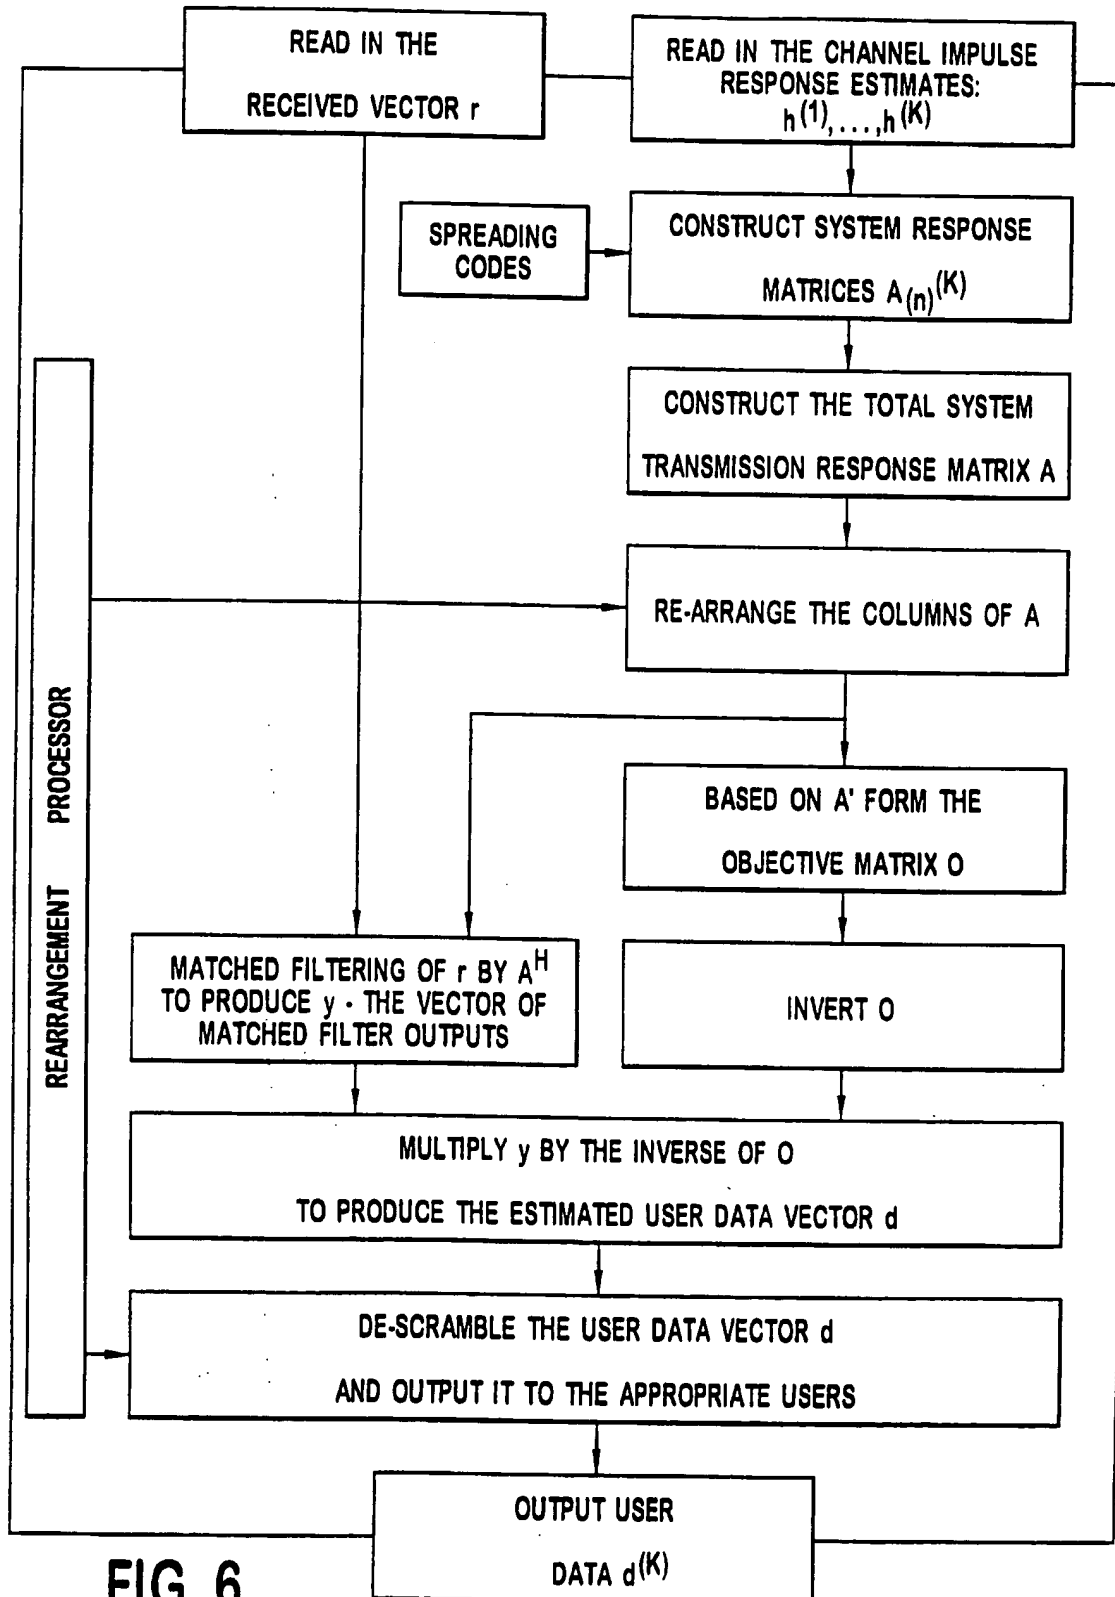 READ IN THE
RECEIVED VECTOR r
READ IN THE CHANNEL IMPULSE
RESPONSE ESTIMATES:
h(1),...,h(K)
SPREADING
CODES
CONSTRUCT SYSTEM RESPONSE
MATRICES A(n)(K)
CONSTRUCT THE TOTAL SYSTEM
TRANSMISSION RESPONSE MATRIX A
REARRANGEMENT PROCESSOR
RE-ARRANGE THE COLUMNS OF A
BASED ON A' FORM THE
OBJECTIVE MATRIX O
MATCHED FILTERING OF r BY AH
TO PRODUCE y - THE VECTOR OF
MATCHED FILTER OUTPUTS
INVERT O
MULTIPLY y BY THE INVERSE OF O
TO PRODUCE THE ESTIMATED USER DATA VECTOR d
DE-SCRAMBLE THE USER DATA VECTOR d
AND OUTPUT IT TO THE APPROPRIATE USERS
OUTPUT USER
DATA d(K)
FIG. 6